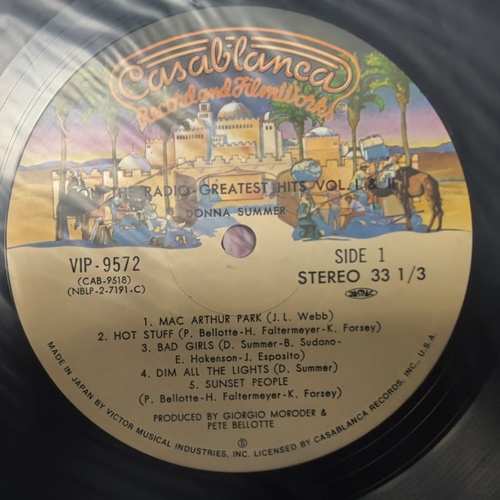 Casablanca
Record and FilmWorks
THE RADIO-GREATEST HITS VOL. I & II
DONNA SUMMER
VIP-9572
(CAB-9518)
(NBLP-2-7191-C)
SIDE 1
STEREO 33 1/3
1. MAC ARTHUR PARK (J. L. Webb)
2. HOT STUFF (P. Bellotte-H. Faltermeyer-K. Forsey)
3. BAD GIRLS (D. Summer-B. Sudano-
E. Hokenson-J. Esposito)
4. DIM ALL THE LIGHTS (D. Summer)
5. SUNSET PEOPLE
(P. Bellotte-H. Faltermeyer-K. Forsey)
PRODUCED BY GIORGIO MORODER &
PETE BELLOTTE
MADE IN JAPAN BY VICTOR MUSICAL INDUSTRIES, INC. LICENSED BY CASABLANCA RECORDS, INC., U.S.A.